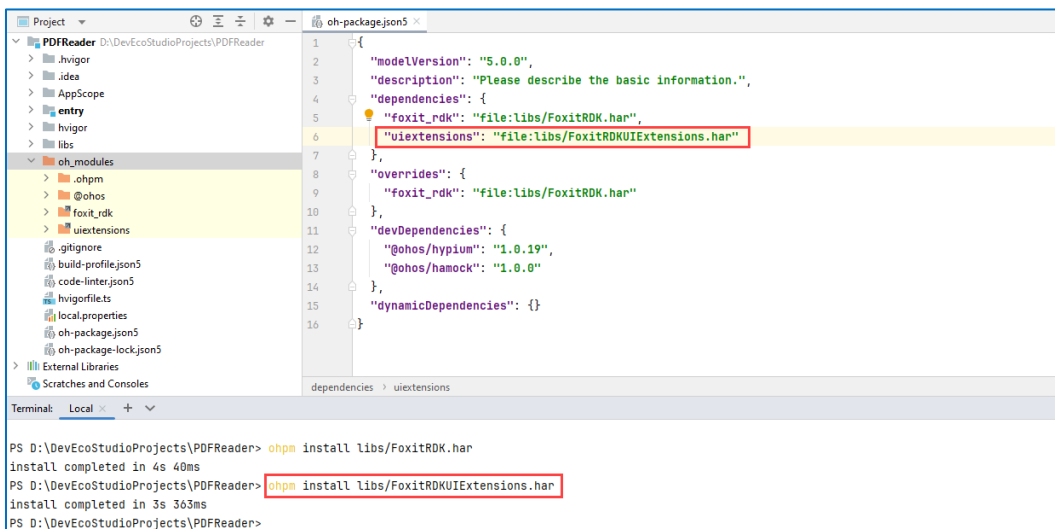 Project
PDFReader D:\DevEcoStudioProjects\PDFReader
.hvigor
.idea
AppScope
entry
hvigor
libs
oh_modules
.ohpm
@ohos
foxit_rdk
uiextensions
.gitignore
build-profile.json5
code-linter.json5
hvigorfile.ts
local.properties
oh-package.json5
oh-package-lock.json5
External Libraries
Scratches and Consoles
oh-package.json5
1 {
2 "modelVersion": "5.0.0",
3 "description": "Please describe the basic information.",
4 "dependencies": {
5 "foxit_rdk": "file:libs/FoxitRDK.har",
6 "uiextensions": "file:libs/FoxitRDKUIExtensions.har"
7 },
8 "overrides": {
9 "foxit_rdk": "file:libs/FoxitRDK.har"
10 },
11 "devDependencies": {
12 "@ohos/hypium": "1.0.19",
13 "@ohos/hamock": "1.0.0"
14 },
15 "dynamicDependencies": {}
16 }
dependencies › uiextensions
Terminal: Local × +
PS D:\DevEcoStudioProjects\PDFReader> ohpm install libs/FoxitRDK.har
install completed in 4s 40ms
PS D:\DevEcoStudioProjects\PDFReader> ohpm install libs/FoxitRDKUIExtensions.har
install completed in 3s 363ms
PS D:\DevEcoStudioProjects\PDFReader>